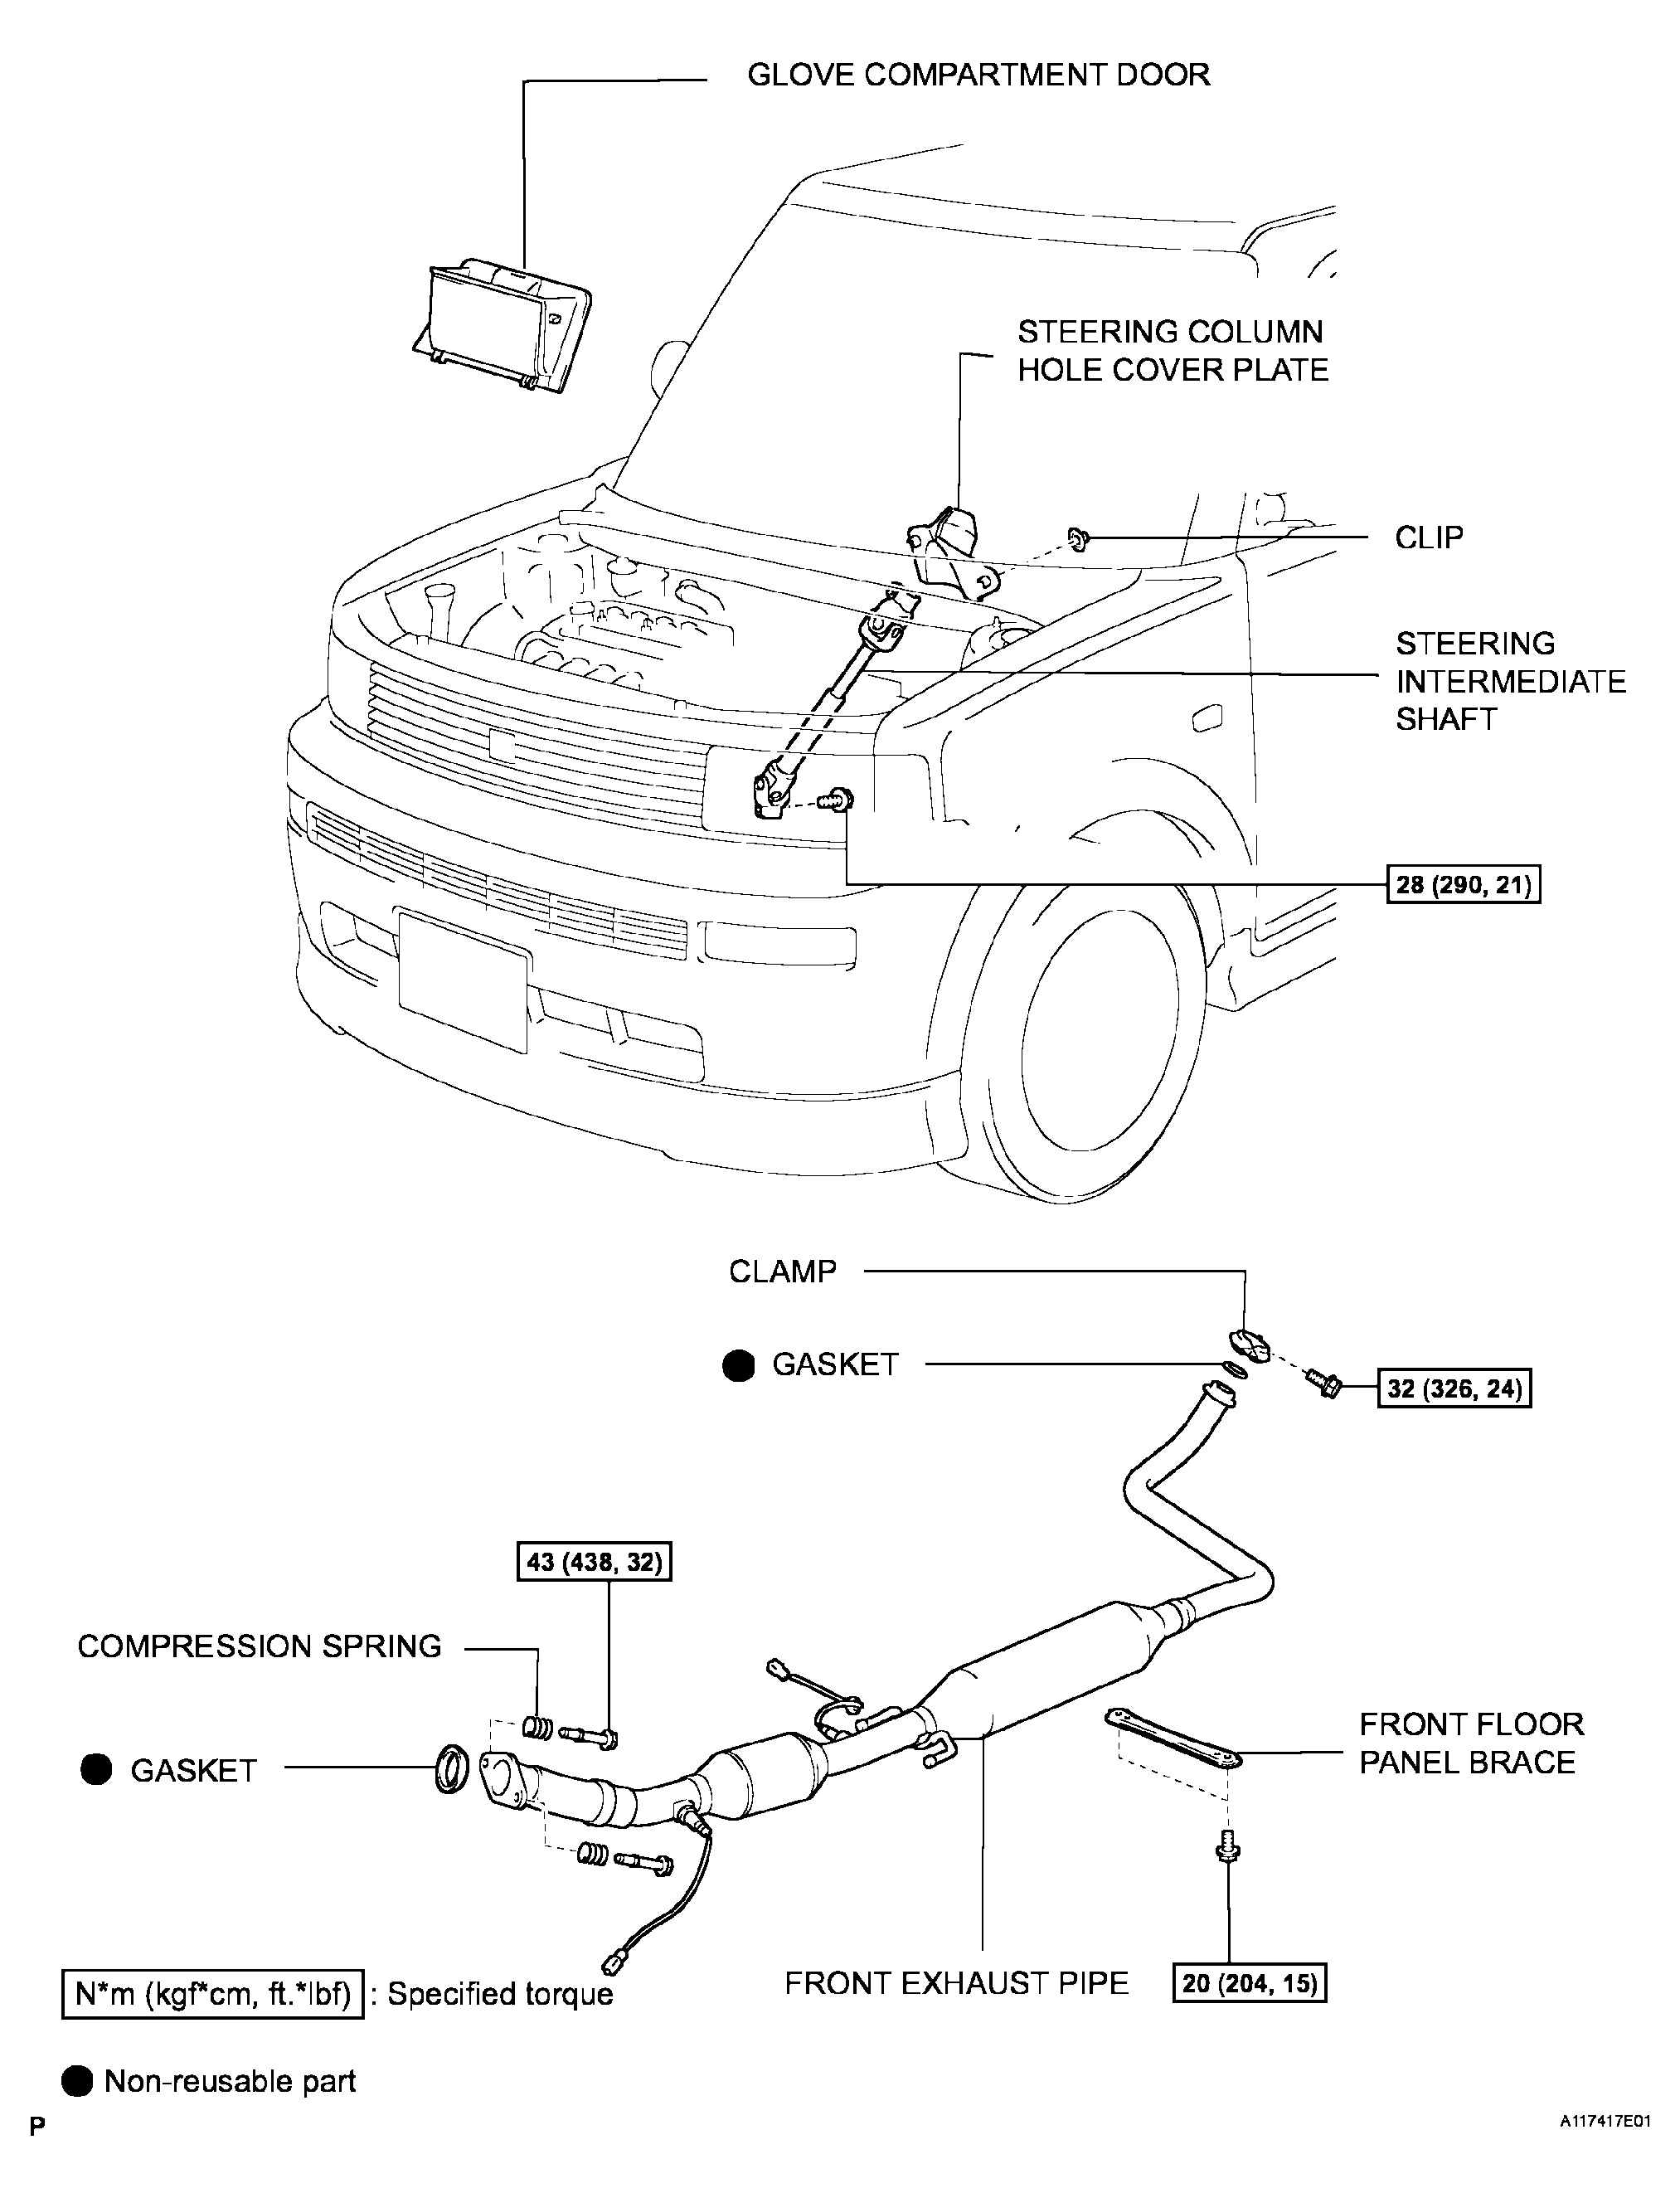 GLOVE COMPARTMENT DOOR
STEERING COLUMN
HOLE COVER PLATE
CLIP
STEERING
INTERMEDIATE
SHAFT
28 (290, 21)
CLAMP
GASKET
32 (326, 24)
43 (438, 32)
COMPRESSION SPRING
GASKET
FRONT FLOOR
PANEL BRACE
FRONT EXHAUST PIPE
20 (204, 15)
N*m (kgf*cm, ft.*lbf) : Specified torque
Non-reusable part
P
A117417E01